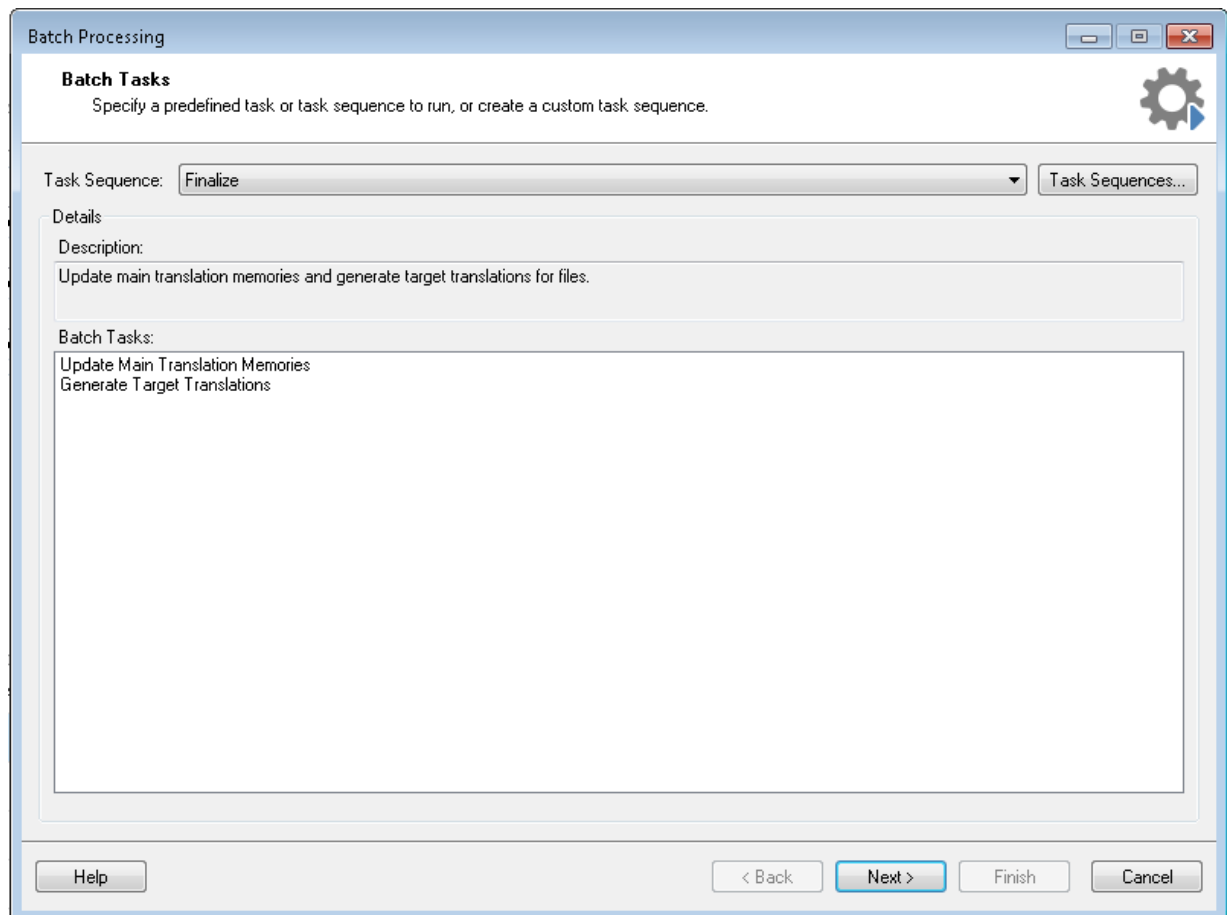 Batch Processing
Batch Tasks
Specify a predefined task or task sequence to run, or create a custom task sequence.
Task Sequence: Finalize Task Sequences...
Details
Description:
Update main translation memories and generate target translations for files.
Batch Tasks:
Update Main Translation Memories
Generate Target Translations
Help < Back Next > Finish Cancel